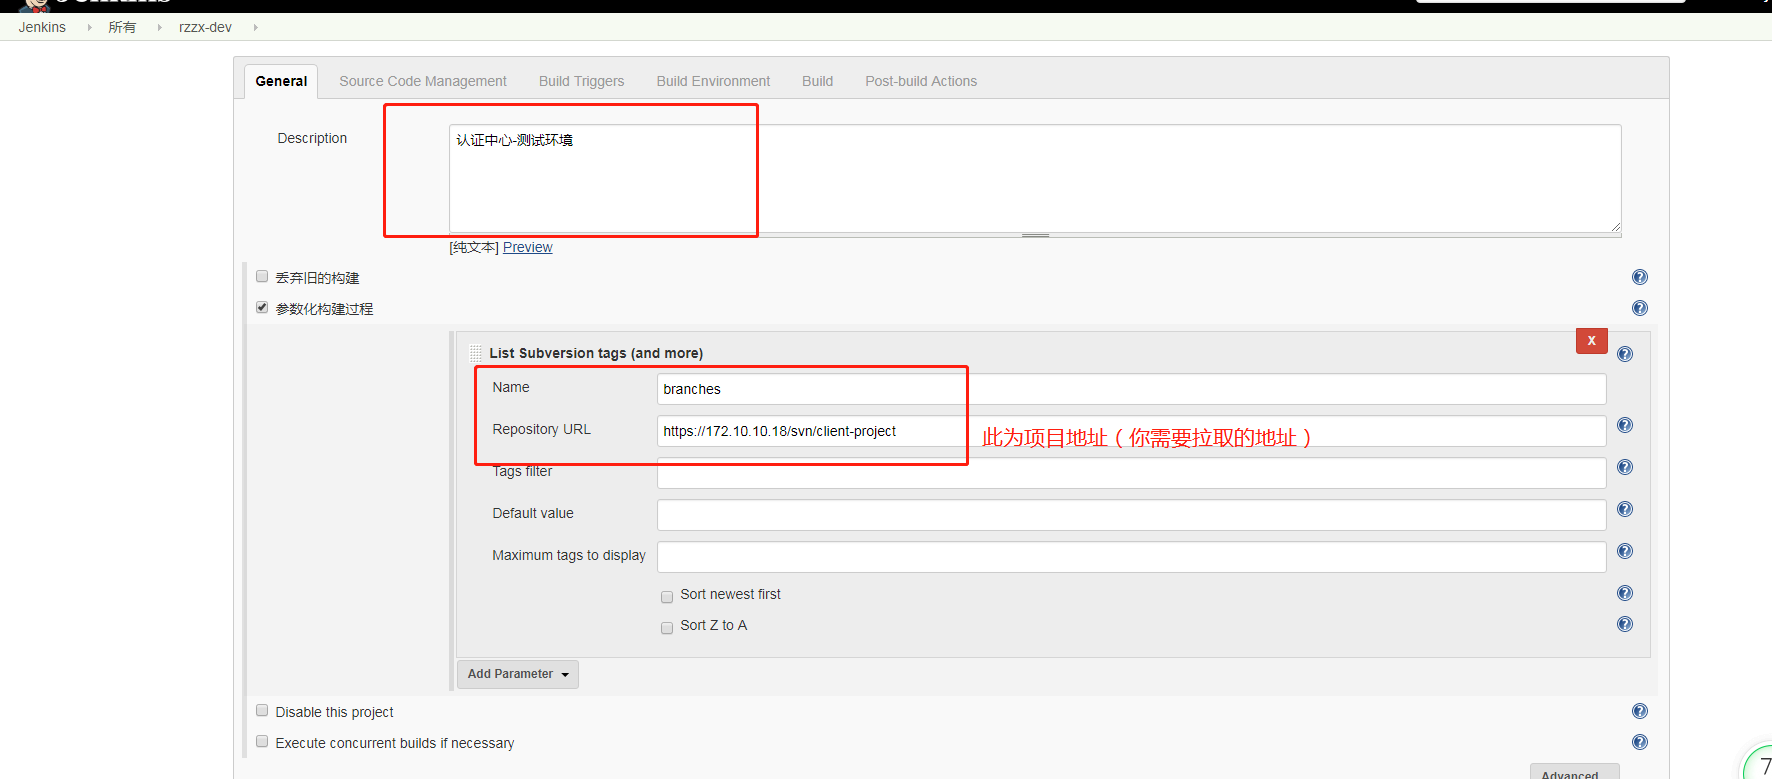 Jenkins
Jenkins 所有 rzzx-dev
General Source Code Management Build Triggers Build Environment Build Post-build Actions
Description
认证中心-测试环境
[纯文本] Preview
丢弃旧的构建
参数化构建过程
X
List Subversion tags (and more)
Name
branches
Repository URL
https://172.10.10.18/svn/client-project
此为项目地址（你需要拉取的地址）
Tags filter
Default value
Maximum tags to display
Sort newest first
Sort Z to A
Add Parameter
Disable this project
Execute concurrent builds if necessary
7
Advanced